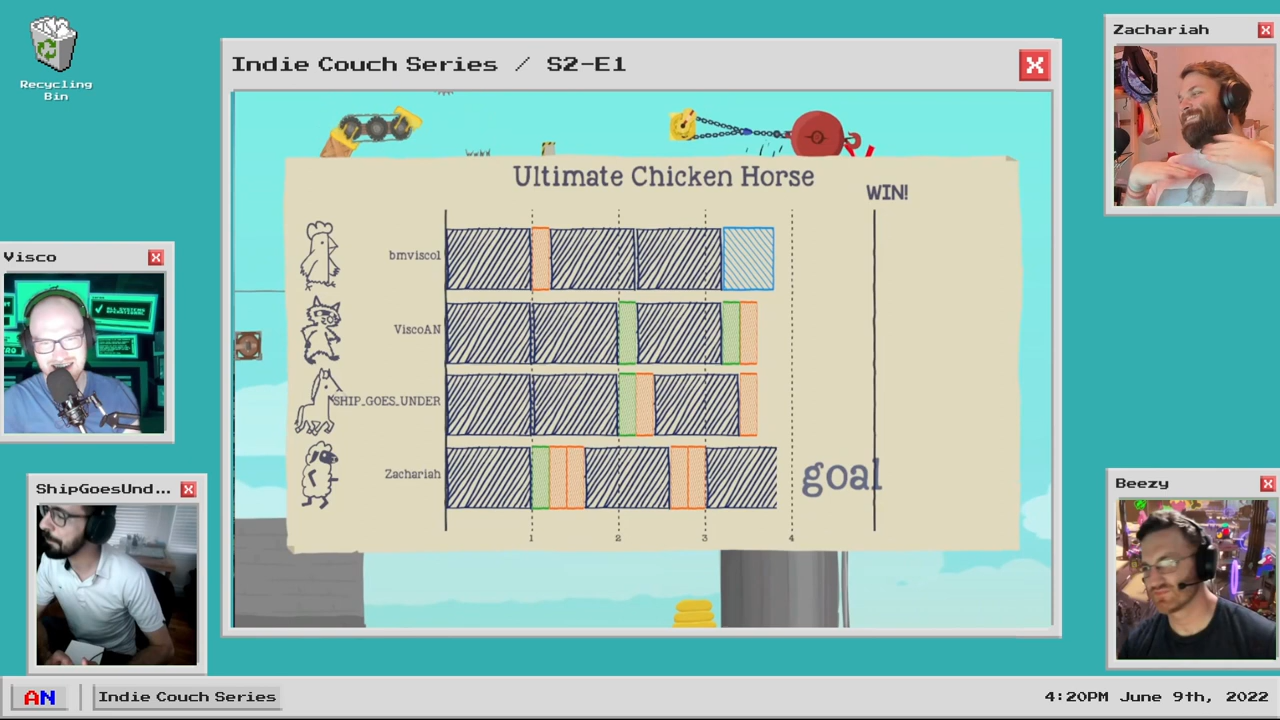 Recycling
Bin
Indie Couch Series / S2-E1
Zachariah
Visco
ShipGoesUnd...
Beezy
Ultimate Chicken Horse
WIN!
bmviscol
ViscoAN
SHIP_GOES_UNDER
Zachariah
goal
1 2 3 4
AN
Indie Couch Series
4:20PM June 9th, 2022